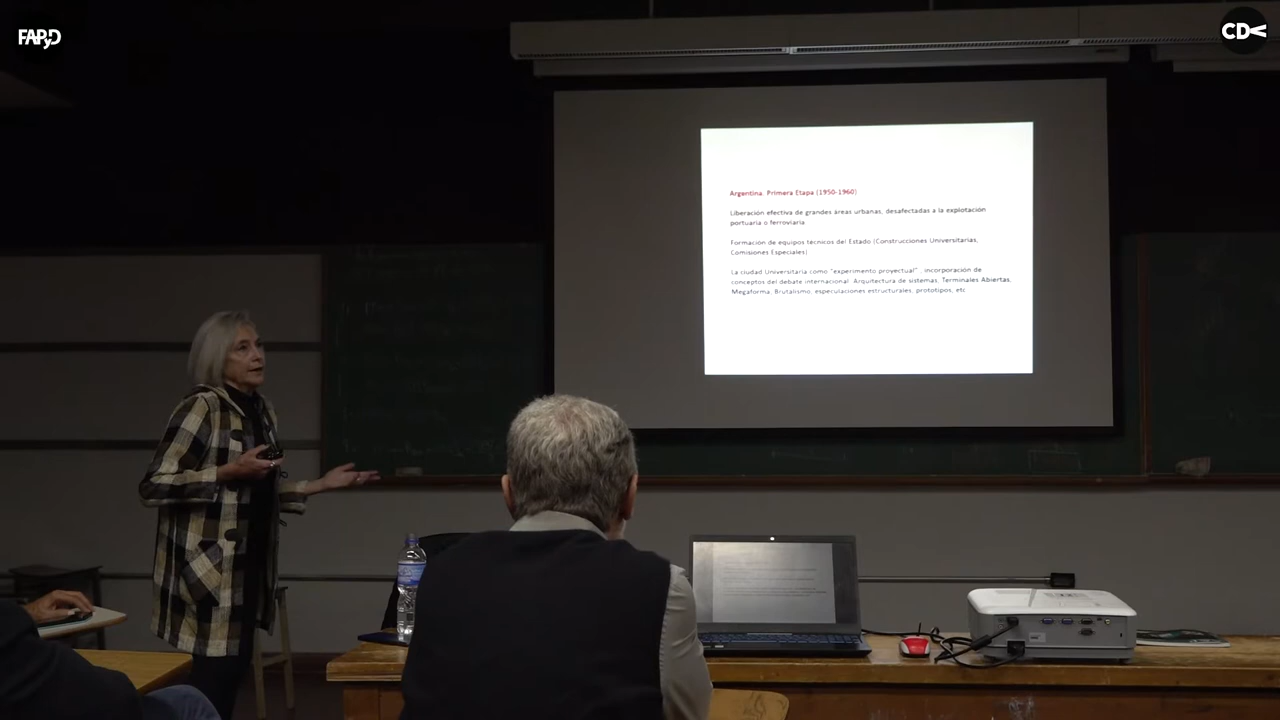 FAPyD
CD
Argentina. Primera Etapa (1950-1960)
Liberación efectiva de grandes áreas urbanas, desafectadas a la explotación
portuaria o ferroviaria
Formación de equipos técnicos del Estado (Construcciones Universitarias,
Comisiones Especiales)
La ciudad Universitaria como "experimento proyectual" , incorporación de
conceptos del debate internacional. Arquitectura de sistemas, Terminales Abiertas,
Megaforma, Brutalismo, especulaciones estructurales, prototipos, etc